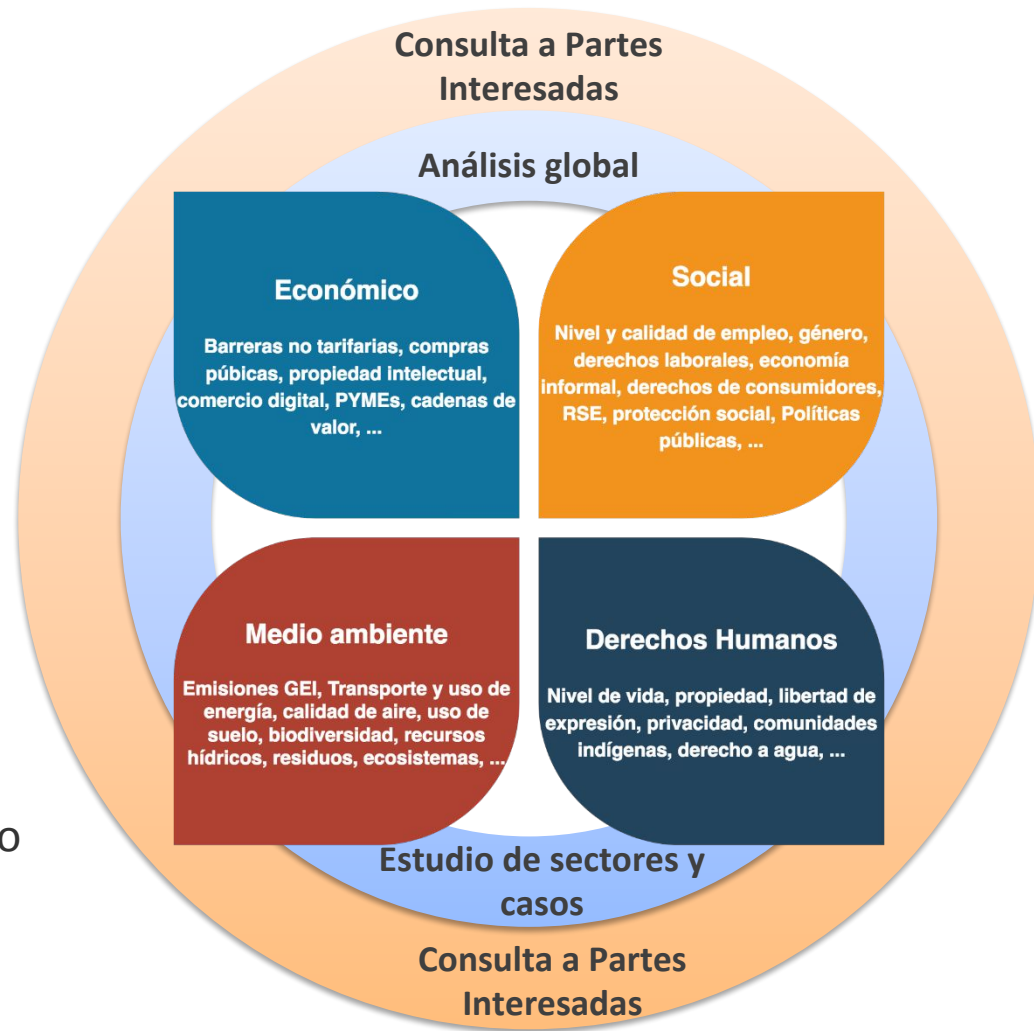 Consulta a Partes
Interesadas
Análisis global
Económico
Barreras no tarifarias, compras
púbicas, propiedad intelectual,
comercio digital, PYMEs, cadenas de
valor, ...
Social
Nivel y calidad de empleo, género,
derechos laborales, economía
informal, derechos de consumidores,
RSE, protección social, Políticas
públicas, ...
Medio ambiente
Emisiones GEI, Transporte y uso de
energía, calidad de aire, uso de
suelo, biodiversidad, recursos
hídricos, residuos, ecosistemas, ...
Derechos Humanos
Nivel de vida, propiedad, libertad de
expresión, privacidad, comunidades
indígenas, derecho a agua, ...
o
Estudio de sectores y
casos
Consulta a Partes
Interesadas